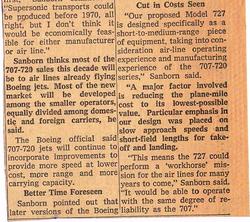 "Supersonic transports could
be produced before 1970, all
right, but I don't think it
would be economically feas-
ible for either manufacturer
or air line."
Sanborn thinks most of the
707-720 sales this decade will
be to air lines already flying
Boeing jets. Most of the new
market will be developed
among the smaller operators,
equally divided among domestic
and foreign carriers, he
said.
The Boeing official said
707-720 jets will continue to
incorporate improvements to
provide more speed at lower
cost, more range and more
carrying capacity.
Better Time Foreseen
Sanborn pointed out that
later versions of the Boeing
Cut in Costs Seen
"Our proposed Model 727
is designed specifically as a
short-to-medium-range piece
of equipment, taking into con-
sideration air-line operating
experience and manufacturing
experience of the 707-720
series," Sanborn said.
"A major factor involved
is reducing the plane-mile
cost to its lowest-possible
value. Particular emphasis in
our design was placed on
slow approach speeds and
short-field lengths for take-
off and landing.
"This means the 727 could
perform a 'workhorse' mis-
sion for the air lines for many
years to come," Sanborn said.
"It would be able to operate
with the same degree of re-
liability as the 707."